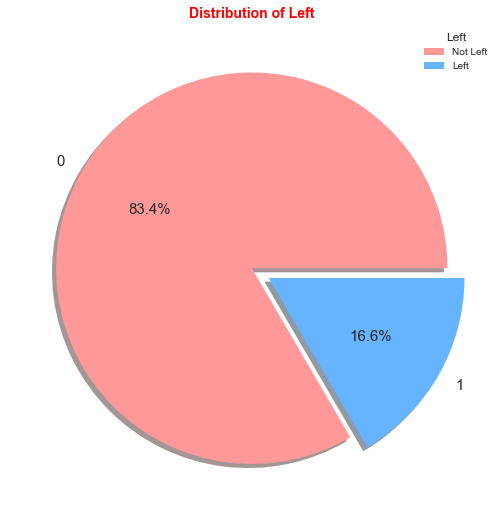 Distribution of Left
Left
Not Left
Left
0
83.4%
16.6%
1